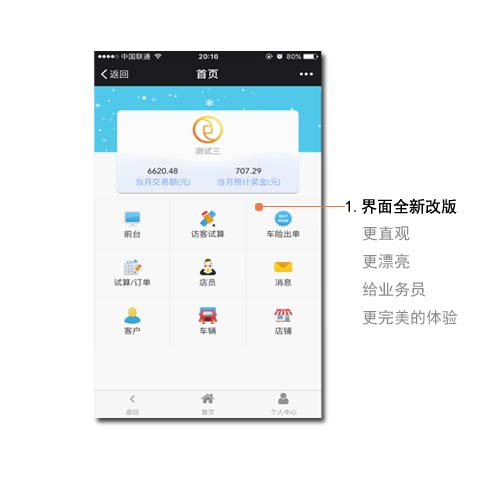 中国联通
20:16
80%
返回
首页
测试三
6620.48
707.29
当月交易额(元)
当月预计奖金(元)
前台
访客试算
BUY NOW
车险出单
试算/订单
店员
消息
客户
车辆
店铺
返回
首页
个人中心
1.界面全新改版
更直观
更漂亮
给业务员
更完美的体验